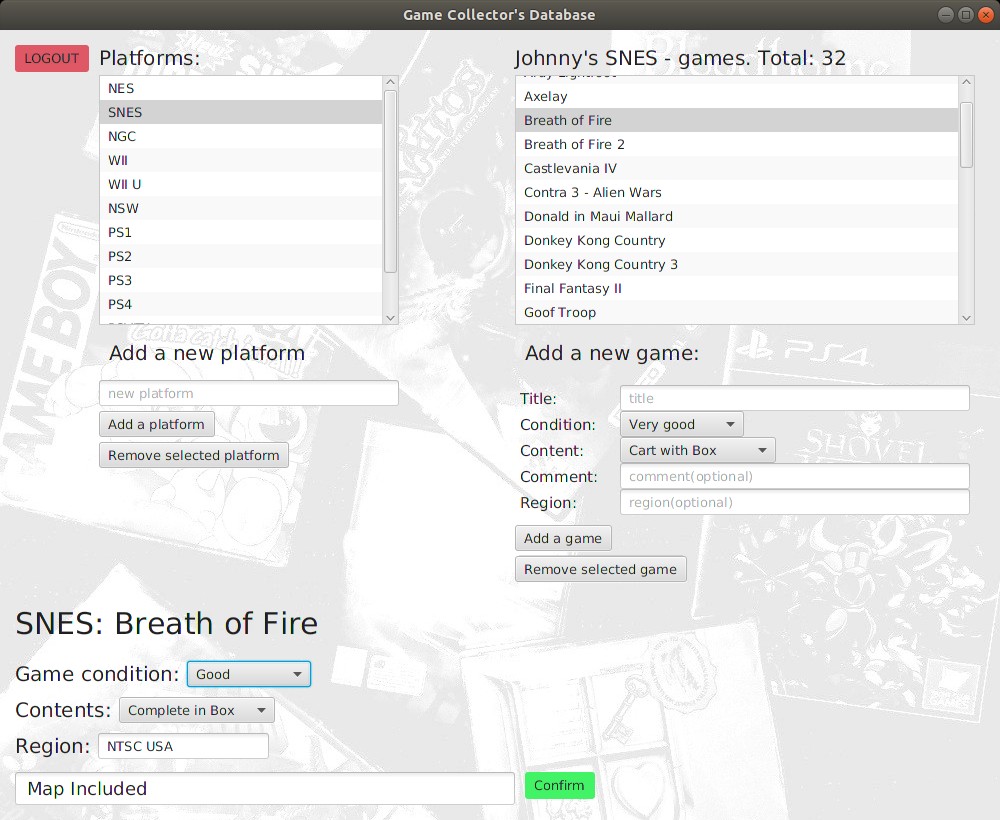 Game Collector's Database
LOGOUT
Platforms:
NES
SNES
NGC
WII
WII U
NSW
PS1
PS2
PS3
PS4
Add a new platform
new platform
Add a platform
Remove selected platform
Johnny's SNES - games. Total: 32
Axelay
Breath of Fire
Breath of Fire 2
Castlevania IV
Contra 3 - Alien Wars
Donald in Maui Mallard
Donkey Kong Country
Donkey Kong Country 3
Final Fantasy II
Goof Troop
Add a new game:
Title: title
Condition: Very good
Content: Cart with Box
Comment: comment(optional)
Region: region(optional)
Add a game
Remove selected game
SNES: Breath of Fire
Game condition: Good
Contents: Complete in Box
Region: NTSC USA
Map Included
Confirm
GAME BOY
PS4
SHOVEL
GAMES